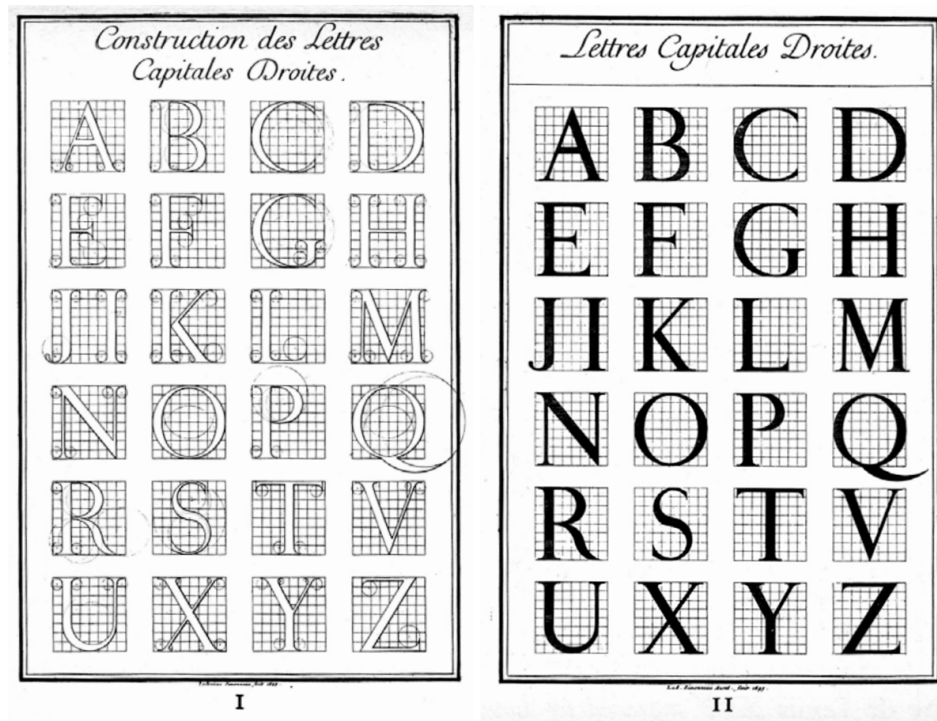 Construction des Lettres
Capitales Droites.
A B C D
E F G H
J I K L M
N O P Q
R S T V
U X Y Z
I
Lettres Capitales Droites.
A B C D
E F G H
J I K L M
N O P Q
R S T V
U X Y Z
II